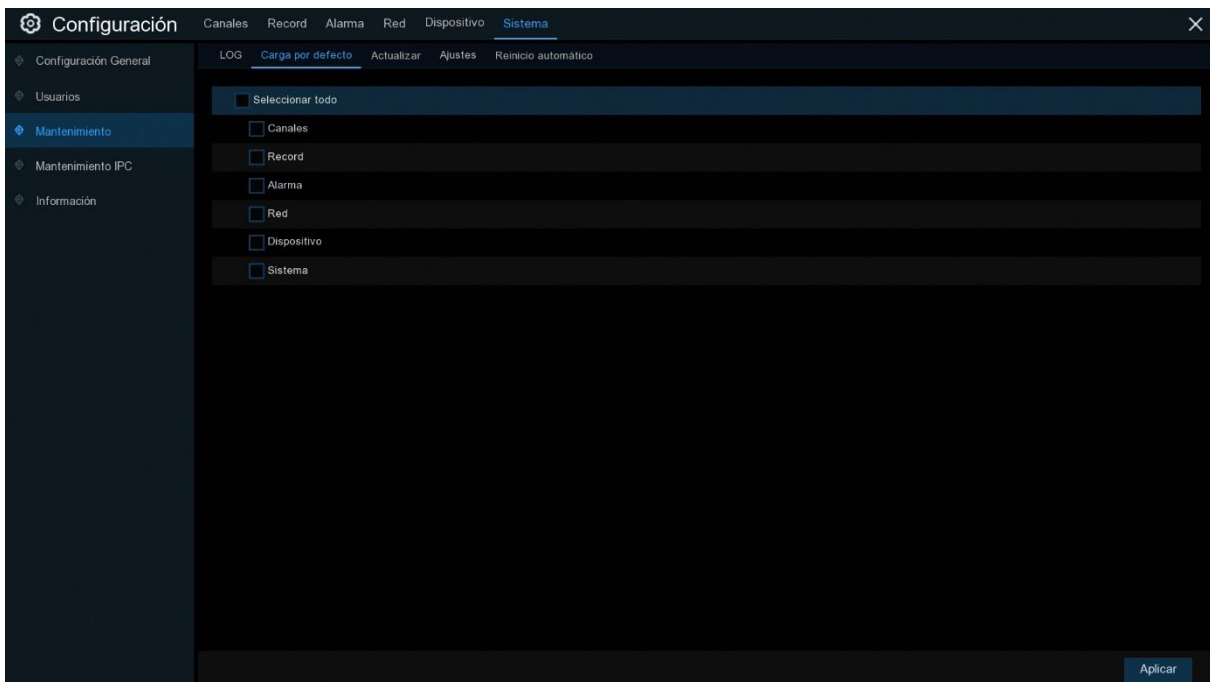 Configuración Canales Record Alarma Red Dispositivo Sistema
LOG Carga por defecto Actualizar Ajustes Reinicio automático
Configuración General
Usuarios
Mantenimiento
Mantenimiento IPC
Información
Seleccionar todo
Canales
Record
Alarma
Red
Dispositivo
Sistema
Aplicar